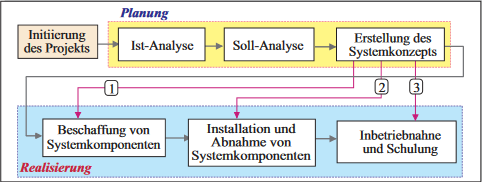 Planung
Initiierung
des Projekts
Ist-Analyse
Soll-Analyse
Erstellung des
Systemkonzepts
1
2
3
Beschaffung von
Systemkomponenten
Installation und
Abnahme von
Systemkomponenten
Inbetriebnahne
und Schulung
Realisierung